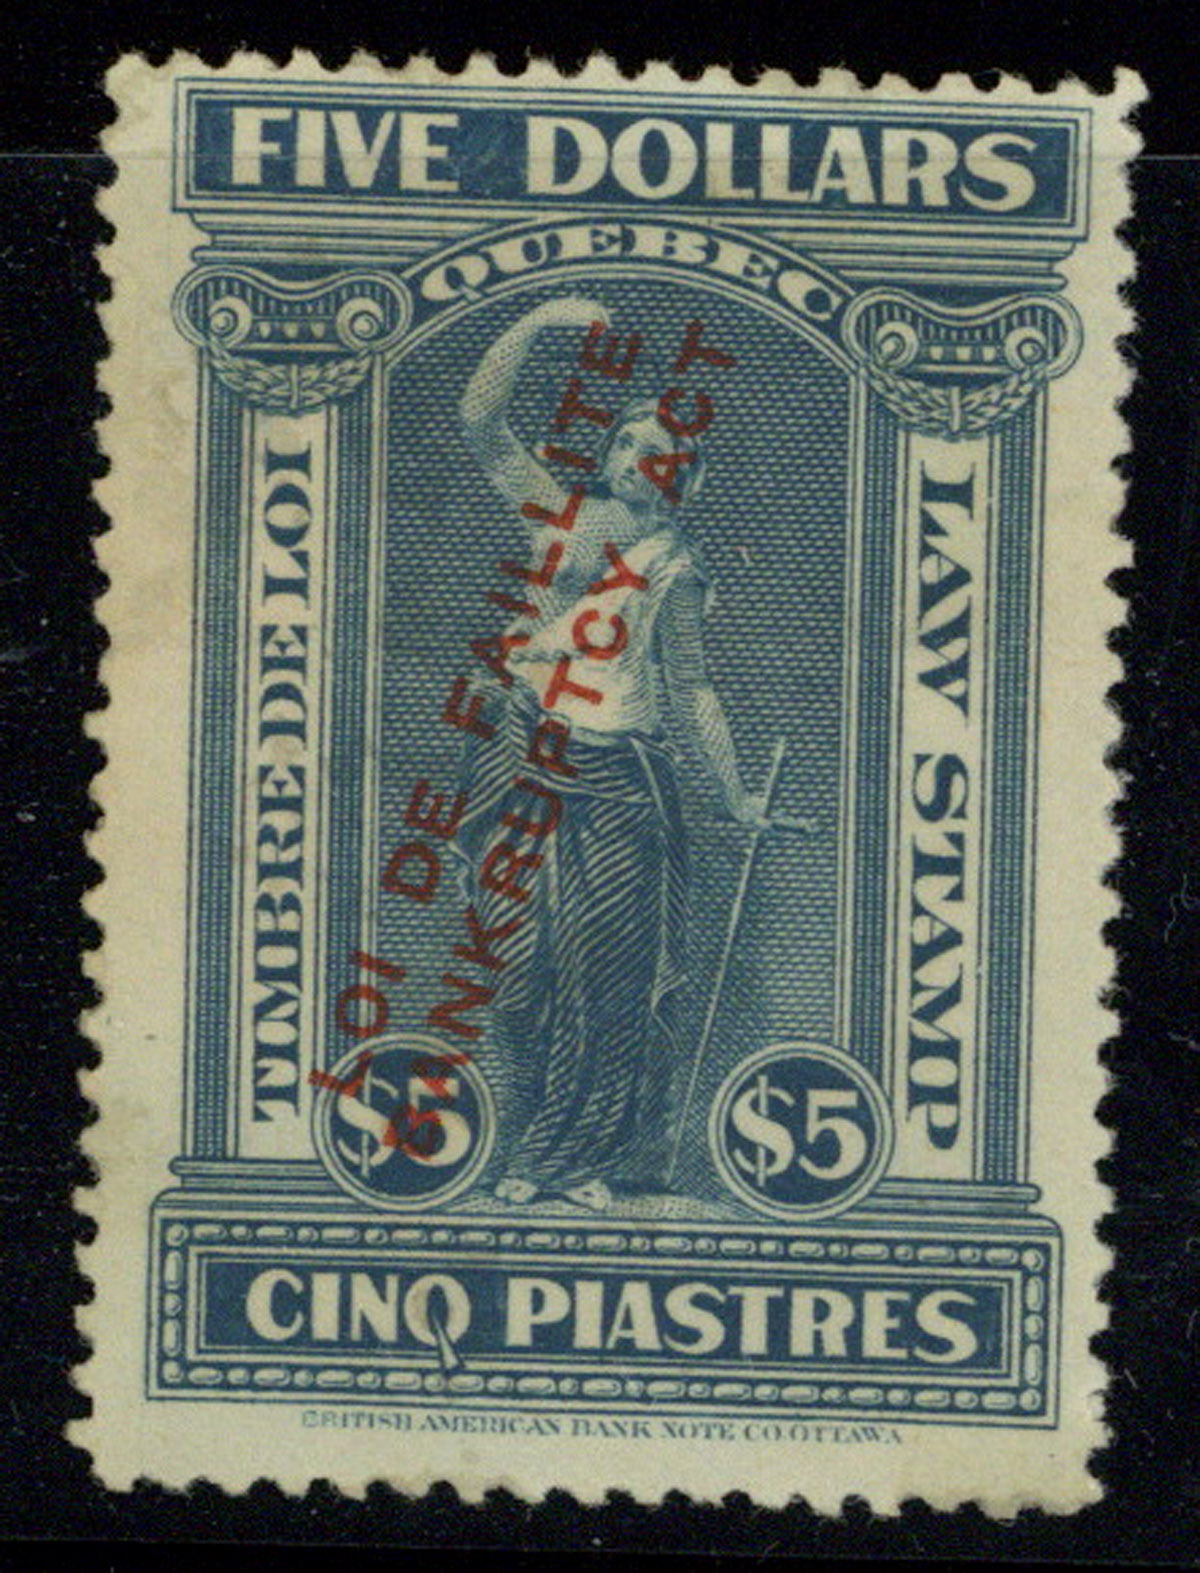 FIVE DOLLARS
QUEBEC
TIMBRE DE LOI
LAW STAMP
LOI DE FAILLITE
BANKRUPTCY ACT
$5
$5
CINQ PIASTRES
BRITISH AMERICAN BANK NOTE CO. OTTAWA